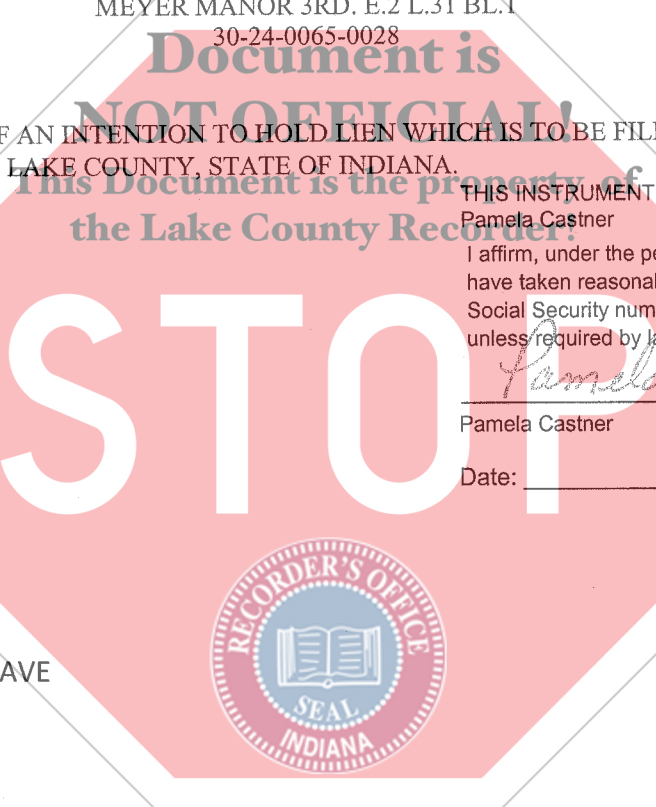 MEYER MANOR 3RD. E.2 L.31 BL.1
30-24-0065-0028
Document is
NOT OFFICIAL!
F AN INTENTION TO HOLD LIEN WHICH IS TO BE FIL
LAKE COUNTY, STATE OF INDIANA.
This Document is the property of
the Lake County Recorder!
THIS INSTRUMENT
Pamela Castner
I affirm, under the pe
have taken reasonal
Social Security num
unless required by la
Pamela
Pamela Castner
Date:
STOP
RECORDER'S OFFICE
SEAL
INDIANA
AVE